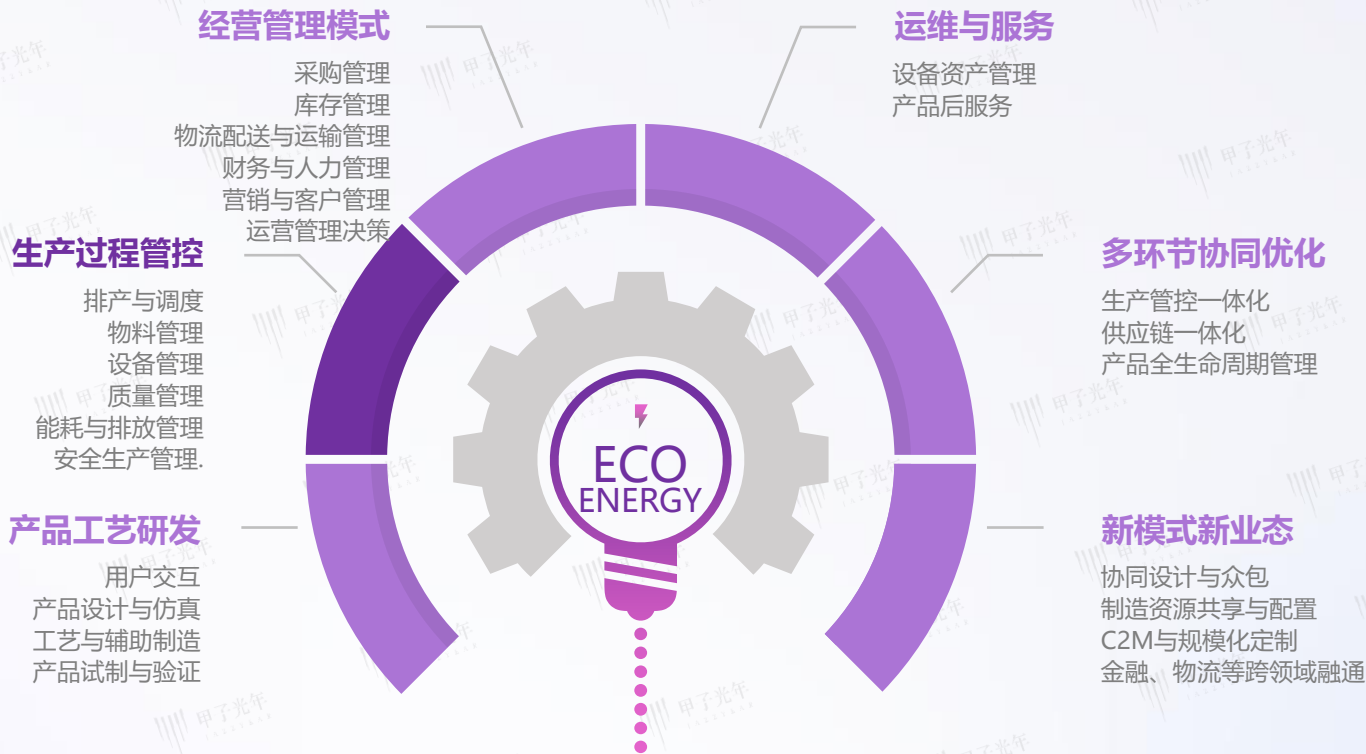 经营管理模式
采购管理
库存管理
物流配送与运输管理
财务与人力管理
营销与客户管理
运营管理决策
运维与服务
设备资产管理
产品后服务
生产过程管控
排产与调度
物料管理
设备管理
质量管理
能耗与排放管理
安全生产管理.
多环节协同优化
生产管控一体化
供应链一体化
产品全生命周期管理
ECO
ENERGY
产品工艺研发
用户交互
产品设计与仿真
工艺与辅助制造
产品试制与验证
新模式新业态
协同设计与众包
制造资源共享与配置
C2M与规模化定制
金融、物流等跨领域融通
甲子光年